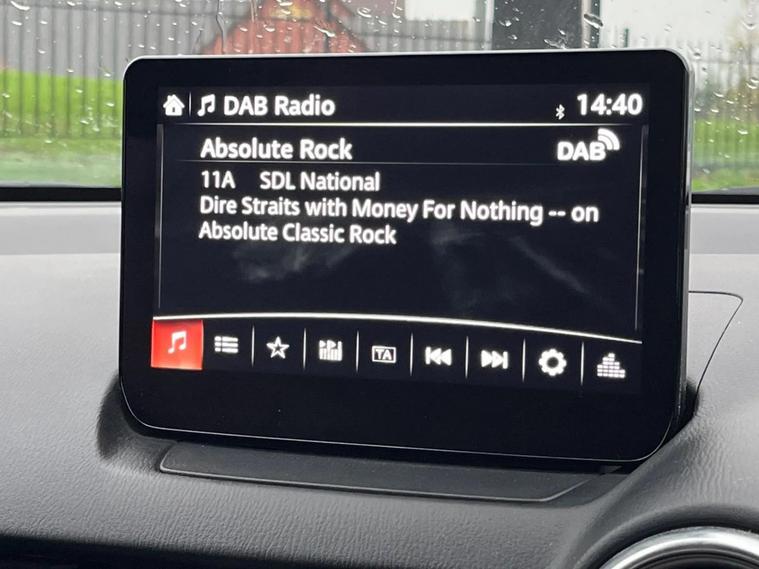 DAB Radio 14:40
Absolute Rock DAB
11A SDL National
Dire Straits with Money For Nothing -- on
Absolute Classic Rock
TA